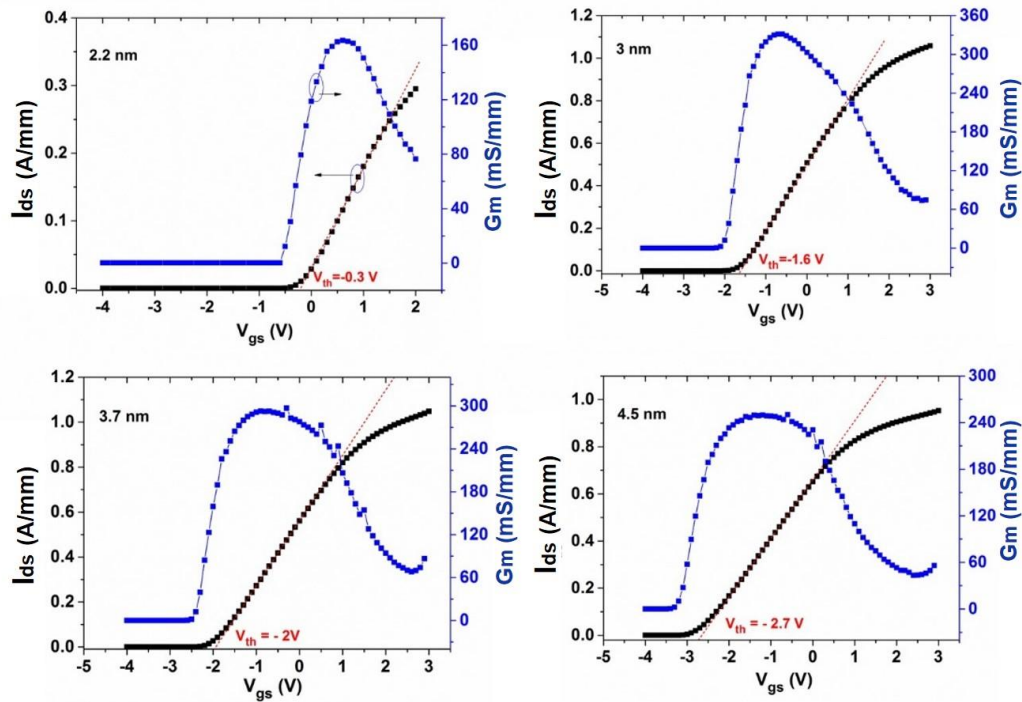 2.2 nm
Ids (A/mm)
0.4
0.3
0.2
0.1
0.0
Gm (mS/mm)
160
120
80
40
0
Vth=-0.3 V
-4 -3 -2 -1 0 1 2
Vgs (V)
3 nm
Ids (A/mm)
1.2
1.0
0.8
0.6
0.4
0.2
0.0
Gm (mS/mm)
360
300
240
180
120
60
0
Vth=-1.6 V
-5 -4 -3 -2 -1 0 1 2 3
Vgs (V)
3.7 nm
Ids (A/mm)
1.2
1.0
0.8
0.6
0.4
0.2
0.0
Gm (mS/mm)
300
240
180
120
60
0
Vth = - 2V
-5 -4 -3 -2 -1 0 1 2 3
Vgs (V)
4.5 nm
Ids (A/mm)
1.2
1.0
0.8
0.6
0.4
0.2
0.0
Gm (mS/mm)
300
240
180
120
60
0
Vth = - 2.7 V
-5 -4 -3 -2 -1 0 1 2 3
Vgs (V)